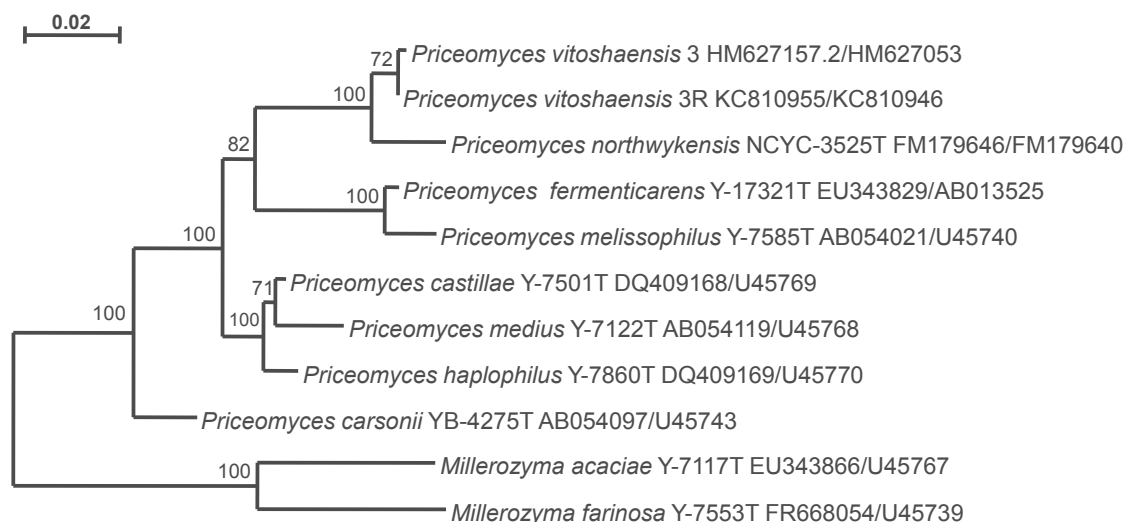 0.02
72
Priceomyces vitoshaensis 3 HM627157.2/HM627053
100
Priceomyces vitoshaensis 3R KC810955/KC810946
82
Priceomyces northwykensis NCYC-3525T FM179646/FM179640
100
Priceomyces fermenticarens Y-17321T EU343829/AB013525
100
Priceomyces melissophilus Y-7585T AB054021/U45740
71
Priceomyces castillae Y-7501T DQ409168/U45769
100
100
Priceomyces medius Y-7122T AB054119/U45768
Priceomyces haplophilus Y-7860T DQ409169/U45770
Priceomyces carsonii YB-4275T AB054097/U45743
100
Millerozyma acaciae Y-7117T EU343866/U45767
Millerozyma farinosa Y-7553T FR668054/U45739